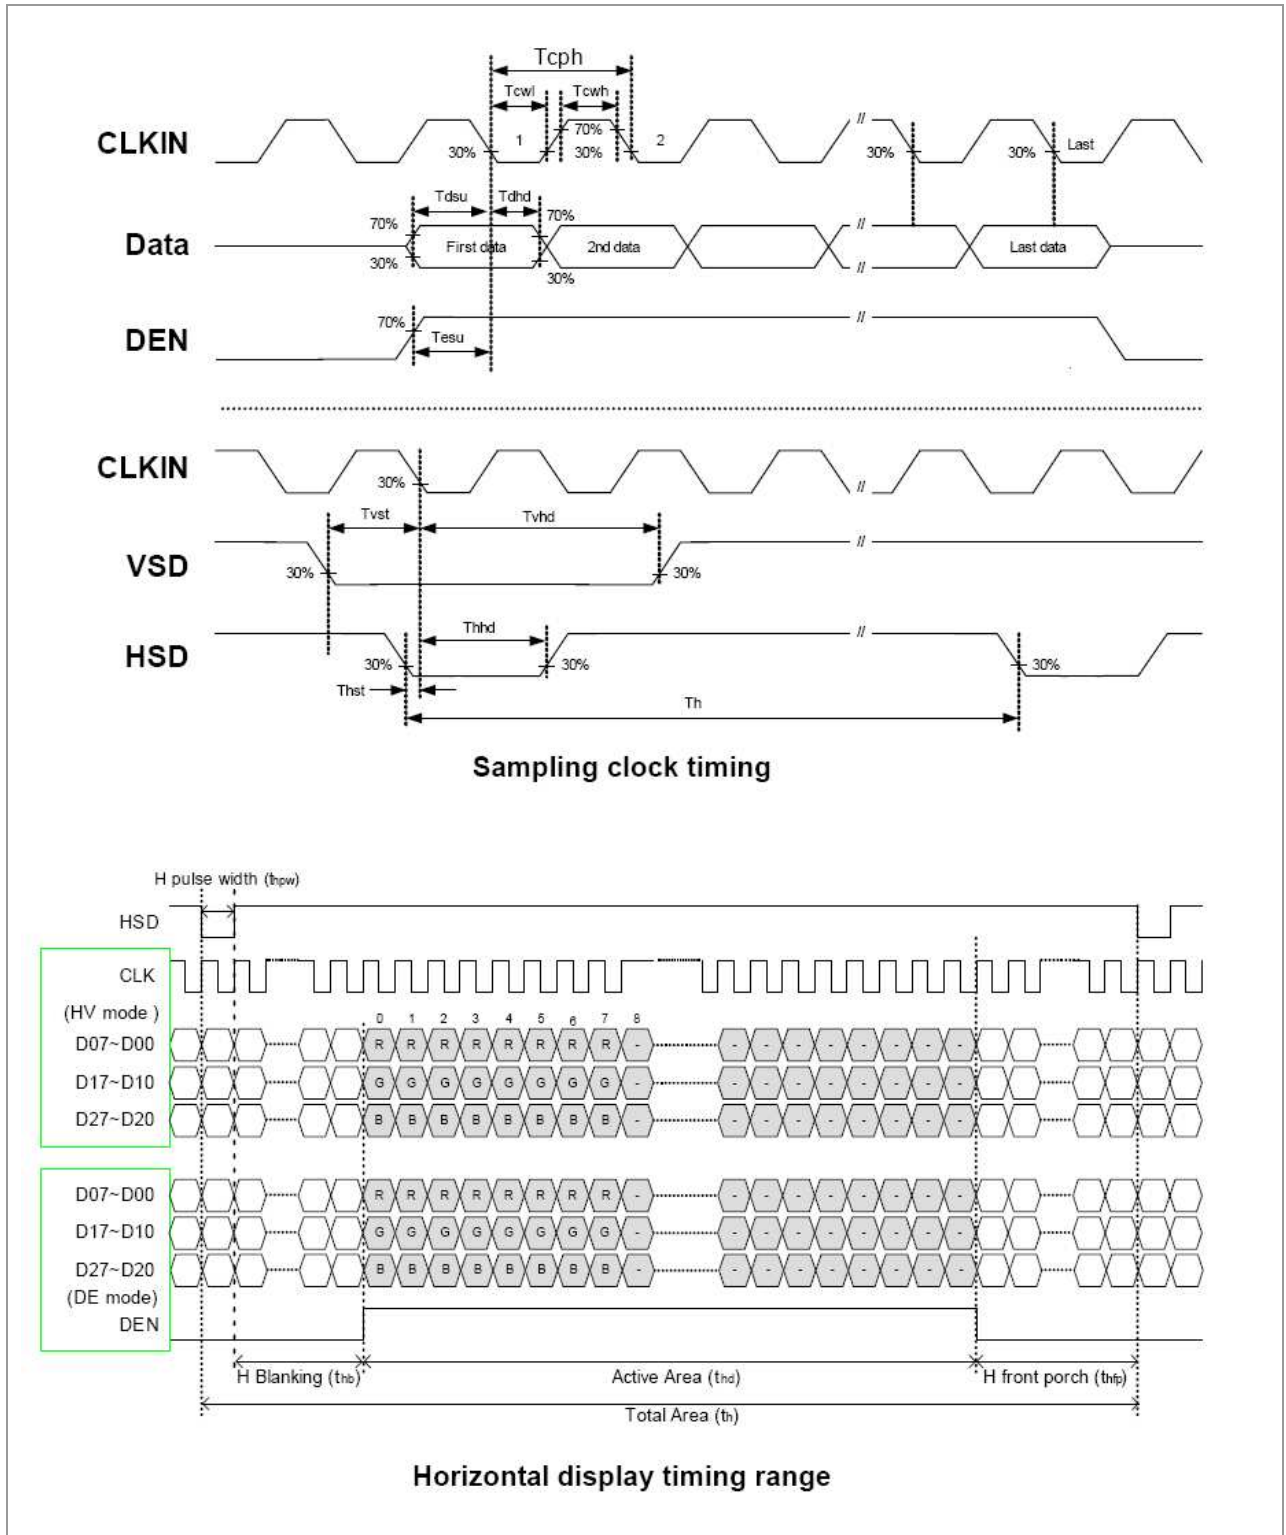 Tcph
Tcwl Tcwh
CLKIN 30% 1 70% 30% 2 // 30% 30% Last
Tdsu Tdhd
Data 70% 30% First data 70% 30% 2nd data // // Last data
DEN 70% Tesu //
CLKIN 30% //
Tvst Tvhd
VSD 30% 30% //
Thhd
HSD 30% 30% // 30%
Thst
Th
Sampling clock timing
H pulse width (thpw)
HSD
CLK
(HV mode )
0 1 2 3 4 5 6 7 8
D07~D00 R R R R R R R R - - - - - - - - -
D17~D10 G G G G G G G G - - - - - - - - -
D27~D20 B B B B B B B B - - - - - - - - -
D07~D00 R R R R R R R R - - - - - - - - -
D17~D10 G G G G G G G G - - - - - - - - -
D27~D20 B B B B B B B B - - - - - - - - -
(DE mode)
DEN
H Blanking (thb) Active Area (thd) H front porch (thfp)
Total Area (th)
Horizontal display timing range